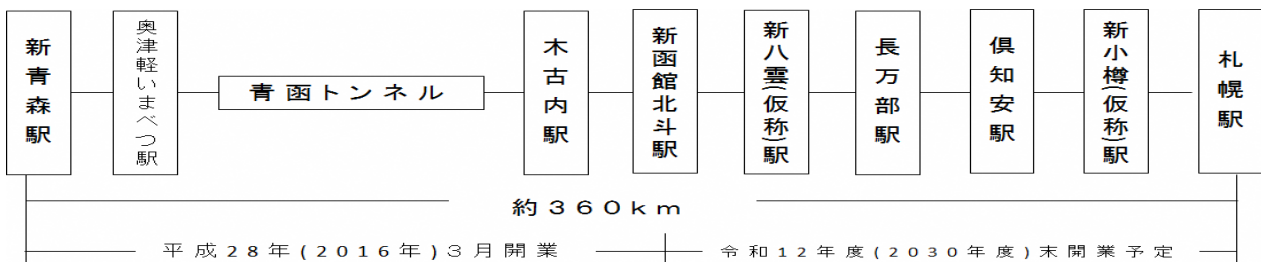 新青森駅
奥津軽いまべつ駅
青函トンネル
木古内駅
新函館北斗駅
新八雲(仮称)駅
長万部駅
倶知安駅
新小樽(仮称)駅
札幌駅
約360km
平成28年(2016年)3月開業
令和12年度(2030年度)末開業予定